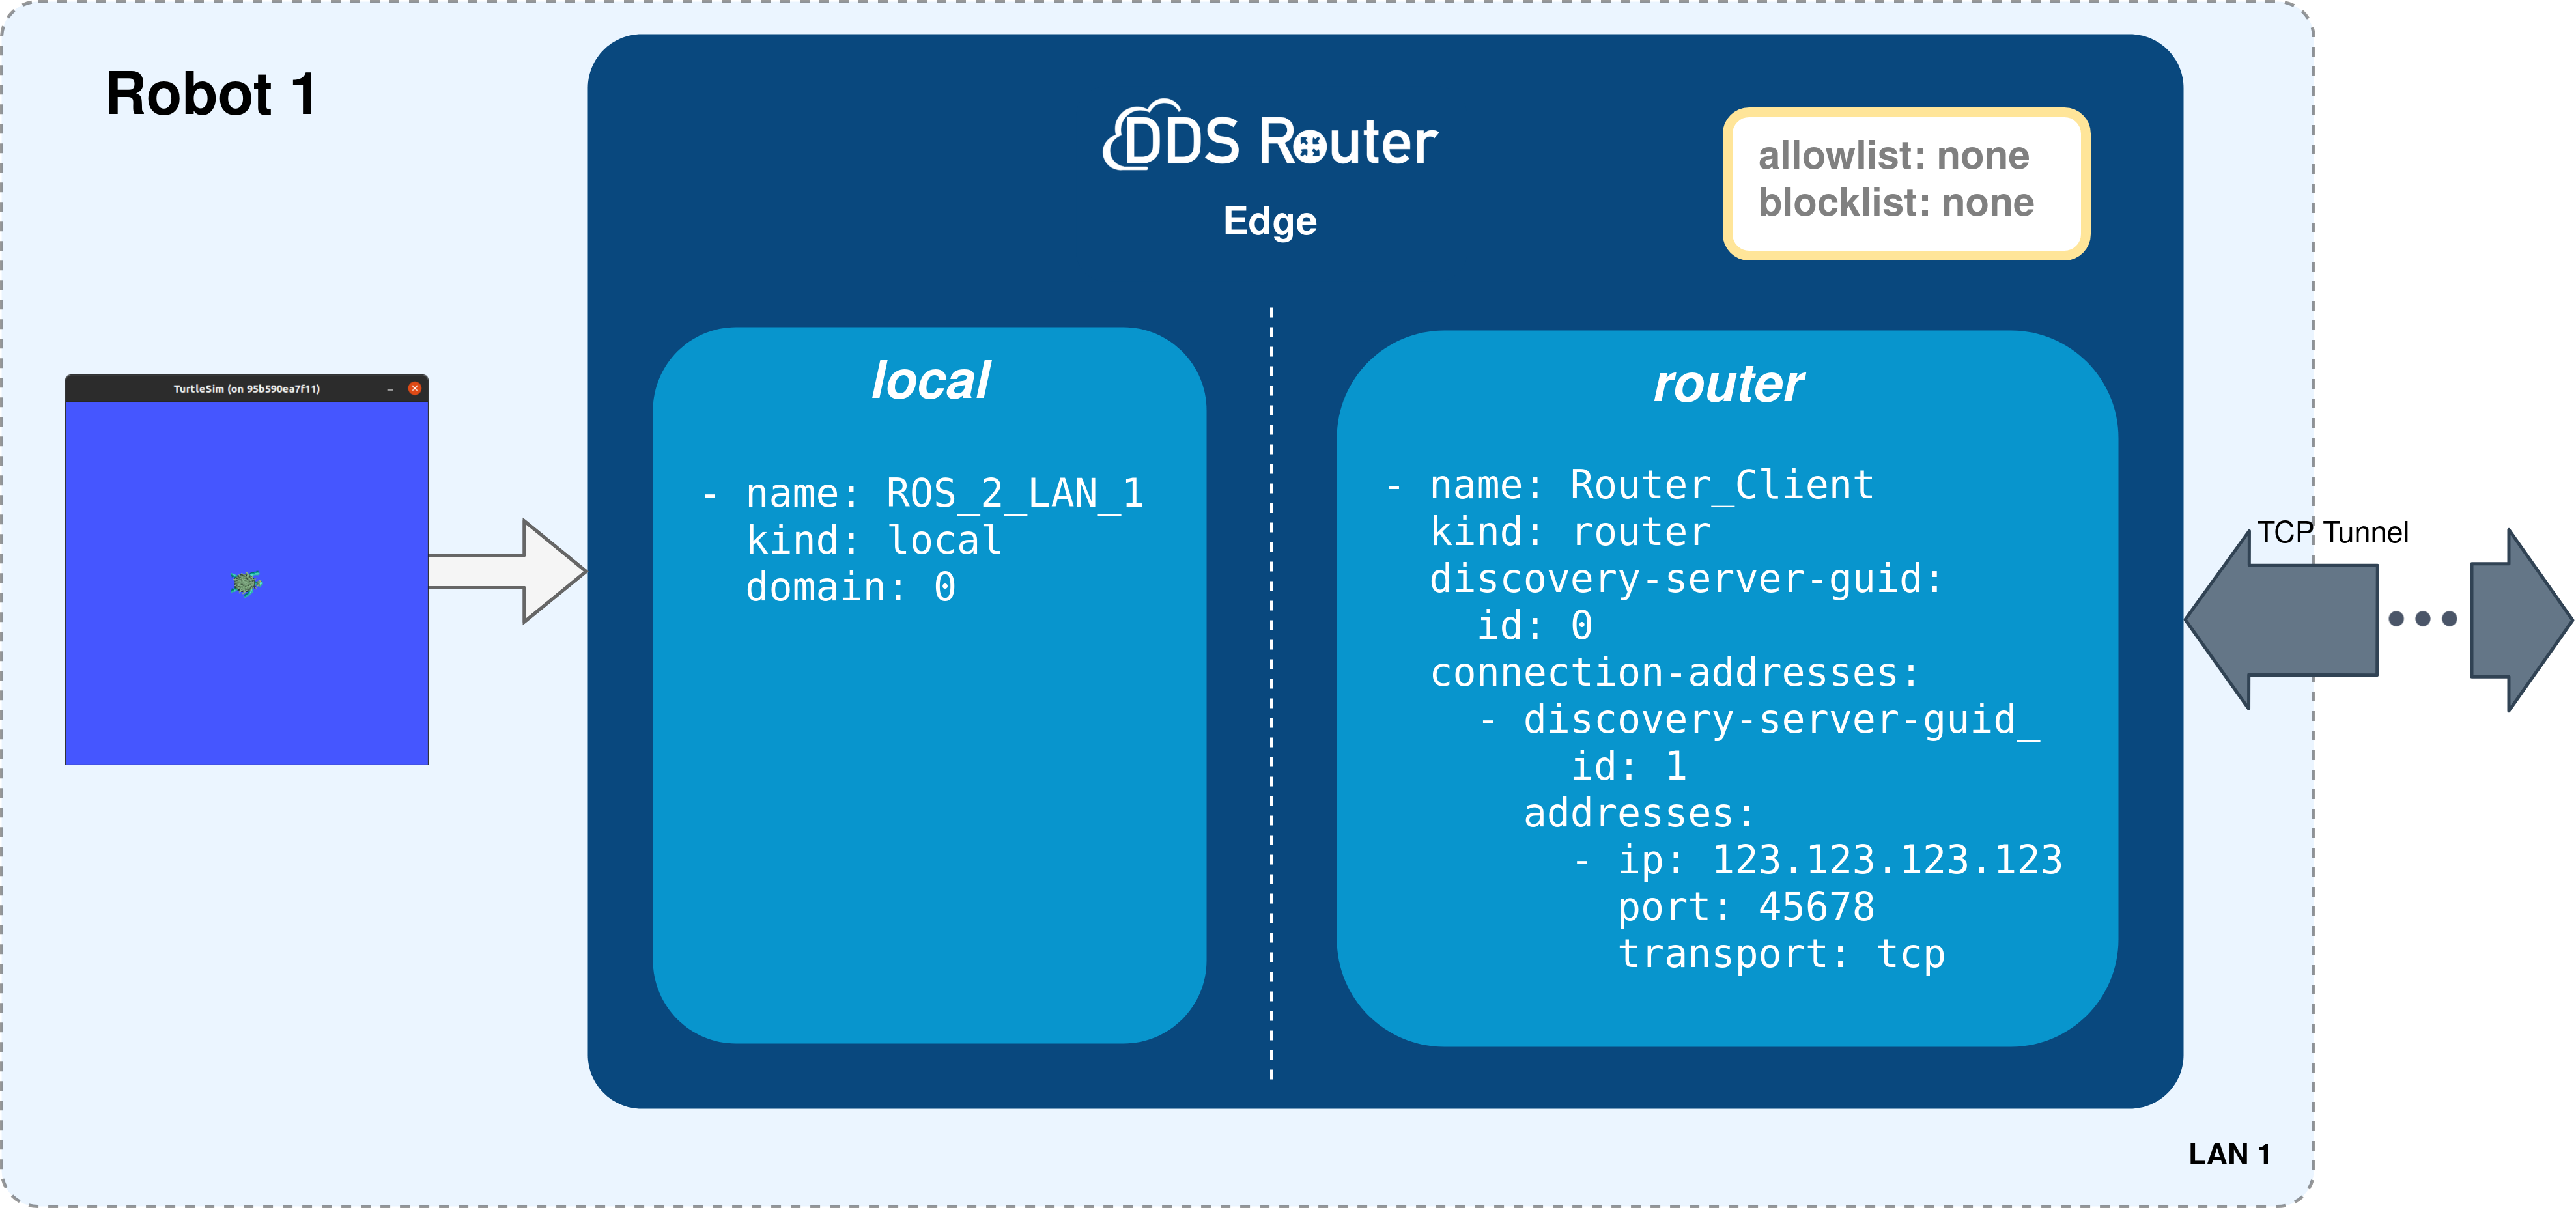 Robot 1
DDS Router
Edge
allowlist: none
blocklist: none
TurtleSim (on 95b590ea7f11)
local
- name: ROS_2_LAN_1
kind: local
domain: 0
router
- name: Router_Client
kind: router
discovery-server-guid:
id: 0
connection-addresses:
- discovery-server-guid_
id: 1
addresses:
- ip: 123.123.123.123
port: 45678
transport: tcp
TCP Tunnel
LAN 1